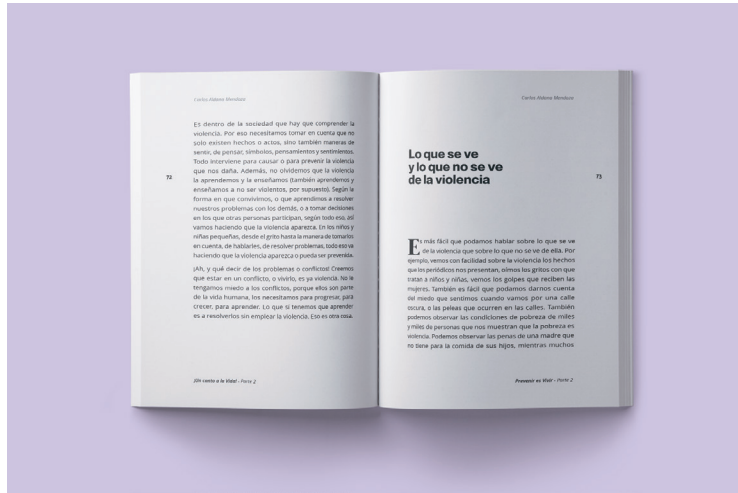 Carlos Aldana Mendoza
Es dentro de la sociedad que hay que comprender la
violencia. Por eso necesitamos tomar en cuenta que no
solo existen hechos o actos, sino también maneras de
sentir, de pensar, símbolos, pensamientos y sentimientos.
Todo interviene para causar o para prevenir la violencia
que nos daña. Además, no olvidemos que la violencia
la aprendemos y la enseñamos (también aprendemos y
enseñamos a no ser violentos, por supuesto). Según la
forma en que convivimos, o que aprendimos a resolver
nuestros problemas con los demás, o a tomar decisiones
en los que otras personas participan, según todo eso, así
vamos haciendo que la violencia aparezca. En los niños y
niñas pequeñas, desde el grito hasta la manera de tomarlos
en cuenta, de hablarles, de resolver problemas, todo eso va
haciendo que la violencia aparezca o pueda ser prevenida.
¡Ah, y qué decir de los problemas o conflictos! Creemos
que estar en un conflicto, o vivirlo, es ya violencia. No le
tengamos miedo a los conflictos, porque ellos son parte
de la vida humana, los necesitamos para progresar, para
crecer, para aprender. Lo que sí tenemos que aprender
es a resolverlos sin emplear la violencia. Eso es otra cosa.
72
¡Un canto a la Vida! - Parte 2
Carlos Aldana Mendoza
Lo que se ve
y lo que no se ve
de la violencia
73
Es más fácil que podamos hablar sobre lo que se ve
de la violencia que sobre lo que no se ve de ella. Por
ejemplo, vemos con facilidad sobre la violencia los hechos
que los periódicos nos presentan, oímos los gritos con que
tratan a niños y niñas, vemos los golpes que reciben las
mujeres. También es fácil que podamos darnos cuenta
del miedo que sentimos cuando vamos por una calle
oscura, o las peleas que ocurren en las calles. También
podemos observar las condiciones de pobreza de miles
y miles de personas que nos muestran que la pobreza es
violencia. Podemos observar las penas de una madre que
no tiene para la comida de sus hijos, mientras muchos
Prevenir es Vivir - Parte 2